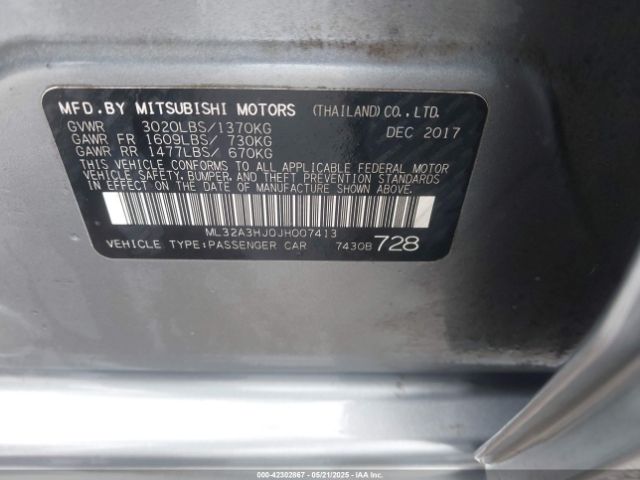 MFD.BY MITSUBISHI MOTORS (THAILAND)CO.,LTD.
GVWR 3020LBS/1370KG DEC 2017
GAWR FR 1609LBS/ 730KG
GAWR RR 1477LBS/ 670KG
THIS VEHICLE CONFORMS TO ALL APPLICABLE FEDERAL MOTOR
VEHICLE SAFETY,BUMPER,AND THEFT PREVENTION STANDARDS
IN EFFECT ON THE DATE OF MANUFACTURE SHOWN ABOVE.
ML32A3HJ0JH007413
VEHICLE TYPE:PASSENGER CAR 7430B 728
00-42302867 - 05/21/2025 - Copyright © IAA, Inc.